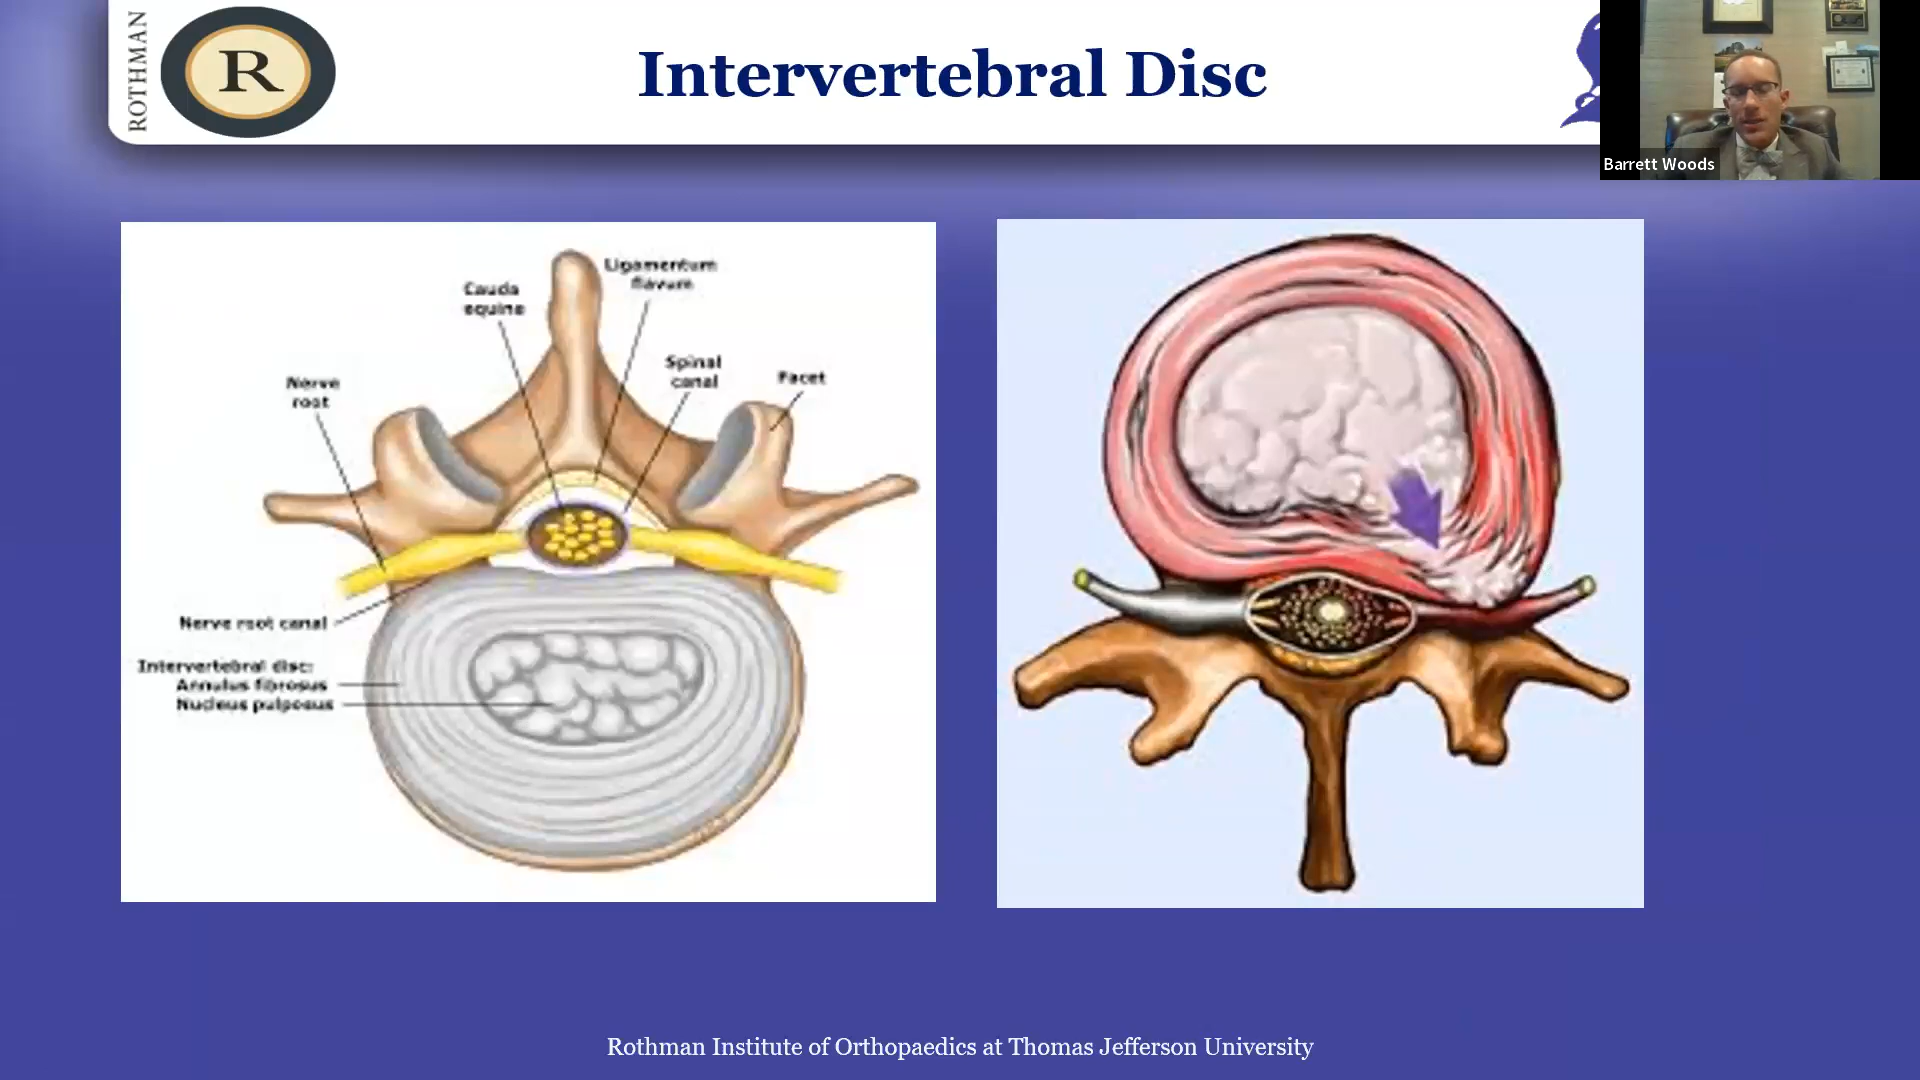 ROTHMAN
R
Intervertebral Disc
Barrett Woods
Ligamentum
flavum
Cauda
equina
Spinal
canal
Facet
Nerve
root
Nerve root canal
Intervertebral disc:
Annulus fibrosus
Nucleus pulposus
Rothman Institute of Orthopaedics at Thomas Jefferson University